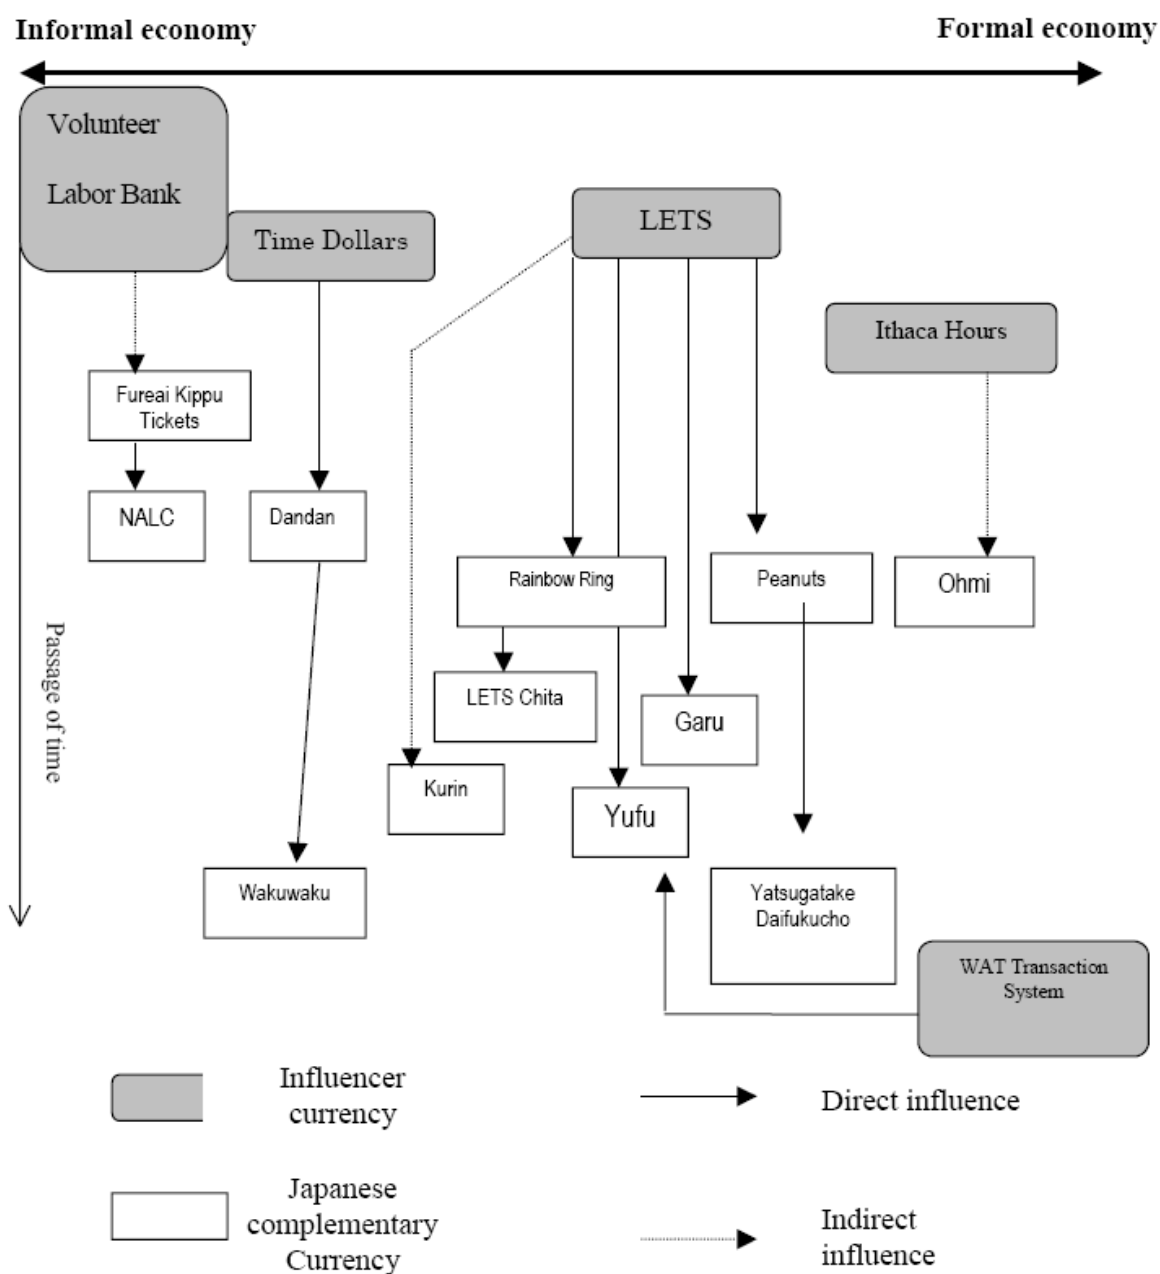 Informal economy
Formal economy
Volunteer
Labor Bank
Time Dollars
LETS
Ithaca Hours
Fureai Kippu
Tickets
NALC
Dandan
Rainbow Ring
Peanuts
Ohmi
LETS Chita
Garu
Kurin
Yufu
Wakuwaku
Yatsugatake
Daifukucho
Passage of time
WAT Transaction
System
Influencer
currency
Direct influence
Japanese
complementary
Currency
Indirect
influence